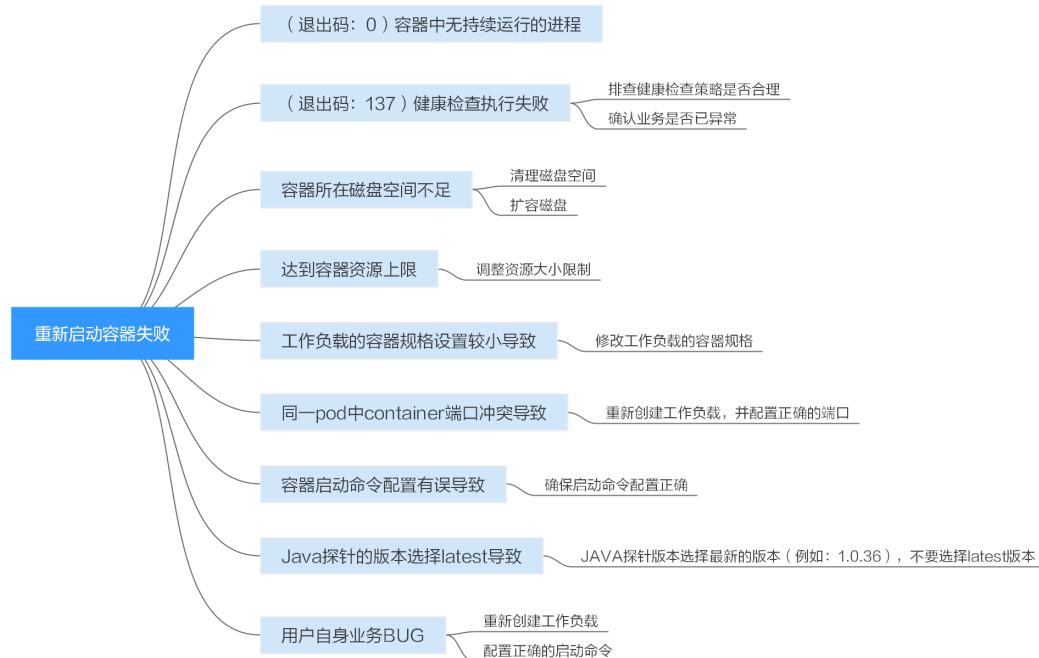 （退出码：0）容器中无持续运行的进程
（退出码：137）健康检查执行失败
排查健康检查策略是否合理
确认业务是否已异常
容器所在磁盘空间不足
清理磁盘空间
扩容磁盘
达到容器资源上限
调整资源大小限制
重新启动容器失败
工作负载的容器规格设置较小导致
修改工作负载的容器规格
同一pod中container端口冲突导致
重新创建工作负载，并配置正确的端口
容器启动命令配置有误导致
确保启动命令配置正确
Java探针的版本选择latest导致
JAVA探针版本选择最新的版本（例如：1.0.36），不要选择latest版本
用户自身业务BUG
重新创建工作负载
配置正确的启动命令